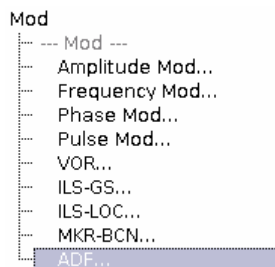 Mod
--- Mod ---
Amplitude Mod...
Frequency Mod...
Phase Mod...
Pulse Mod...
VOR...
ILS-GS...
ILS-LOC...
MKR-BCN...
ADF...